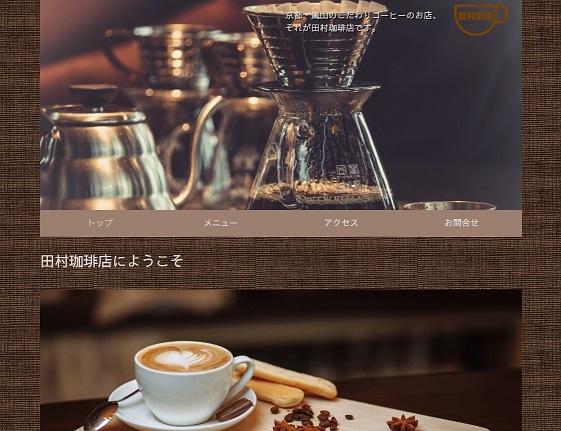 京都、嵐山のこだわりコーヒーのお店、
それが田村珈琲店です。
田村珈琲
トップ メニュー アクセス お問合せ
田村珈琲店にようこそ